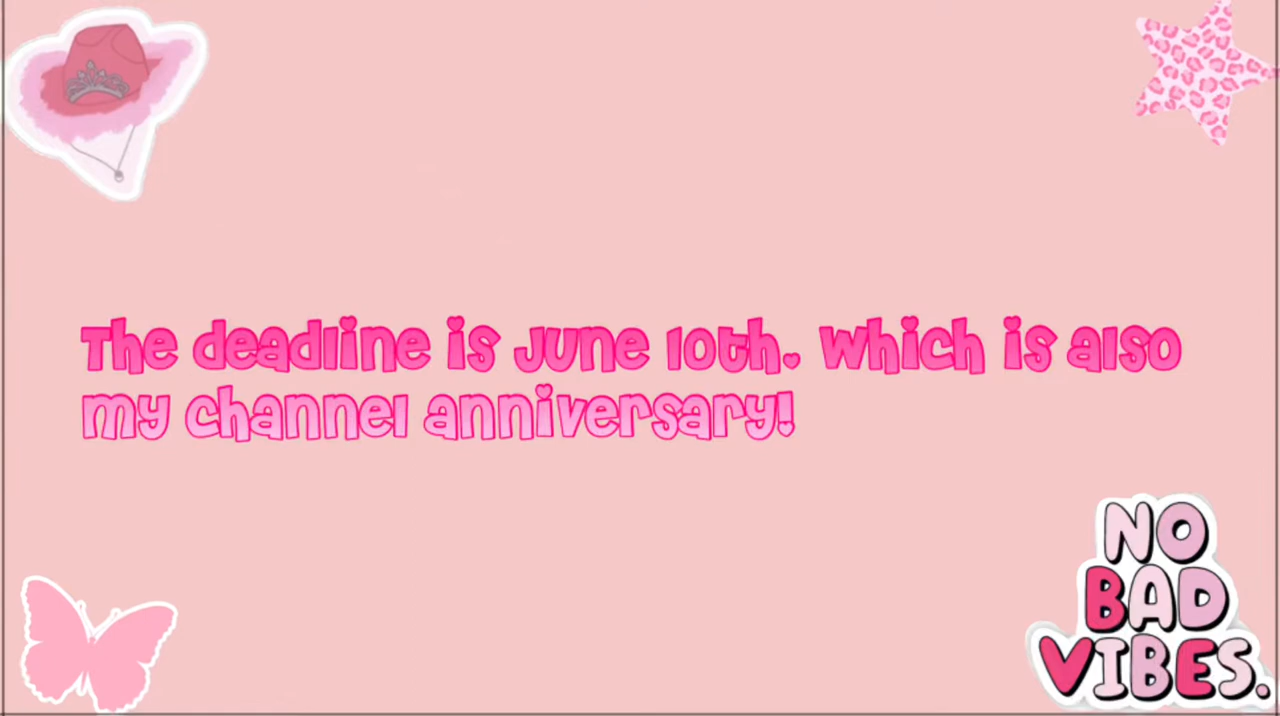 The deadline is June 10th. Which is also
my channel anniversary!
NO
BAD
VIBES.